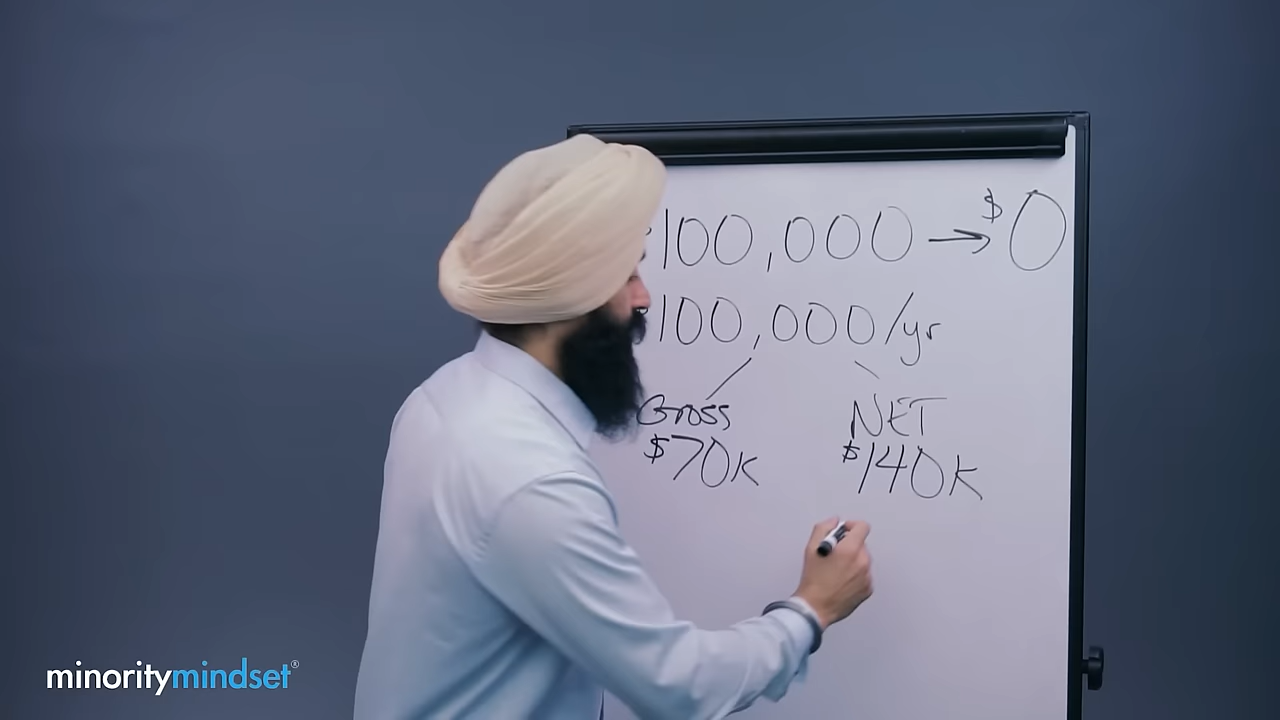 100,000 → $0
100,000/yr
Gross NET
$70K $140K
minoritymindset®